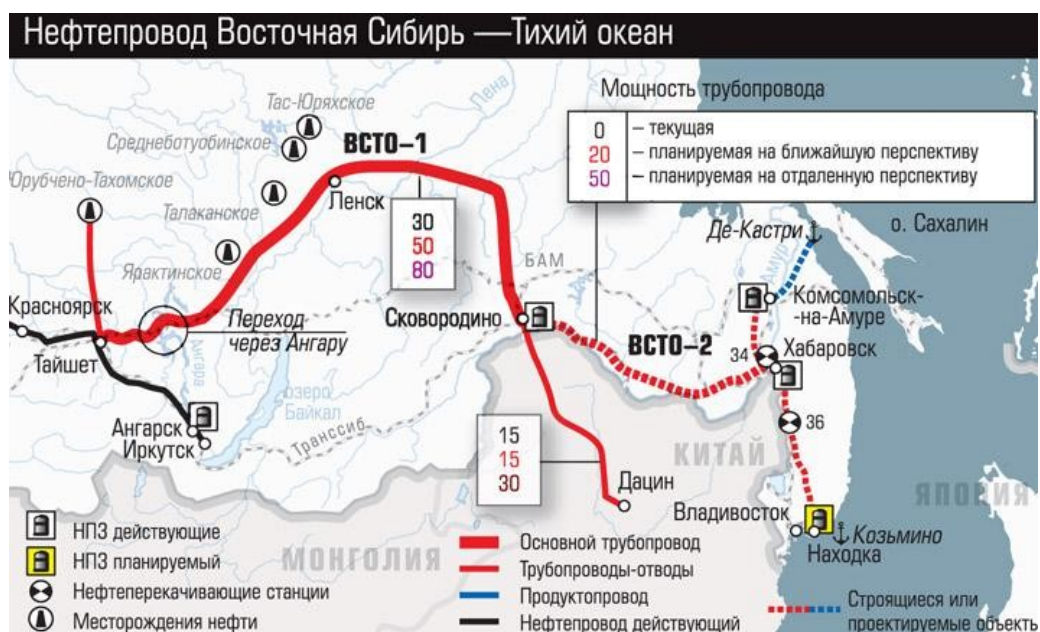 Нефтепровод Восточная Сибирь — Тихий океан
Мощность трубопровода
0 – текущая
20 – планируемая на ближайшую перспективу
50 – планируемая на отдаленную перспективу
Тас-Юряхское
Лена
Среднеботуобинское
ВСТО–1
Юрубчено-Тахомское
Ленск
Талаканское
30
50
80
Де-Кастри
о. Сахалин
БАМ
Амур
Ярактинское
Красноярск
Переход
через Ангару
Сковородино
Комсомольск-
на-Амуре
ВСТО–2
34
Хабаровск
Тайшет
Ангара
озеро
Байкал
Ангарск
Иркутск
Транссиб
36
15
15
30
КИТАЙ
Дацин
ЯПОНИЯ
Владивосток
Козьмино
Находка
МОНГОЛИЯ
НПЗ действующие
НПЗ планируемый
Нефтеперекачивающие станции
Месторождения нефти
Основной трубопровод
Трубопроводы-отводы
Продуктопровод
Нефтепровод действующий
Строящиеся или
проектируемые объекты